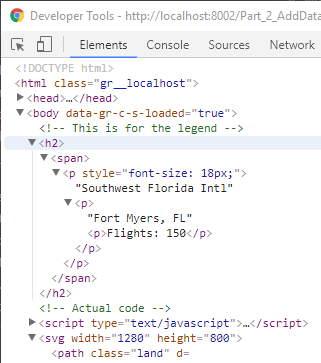 Developer Tools - http://localhost:8002/Part_2_AddData
Elements Console Sources
<!DOCTYPE html>
<html class="gr__localhost">
<head>…</head>
<body data-gr-c-s-loaded="true">
<!-- This is for the legend -->
<h2>
<span>
<p style="font-size: 18px;">
"Southwest Florida Intl"
<p>
"Fort Myers, FL"
<p>Flights: 150</p>
</p>
</p>
</span>
</h2>
<!-- Actual code -->
<script type="text/javascript">…</script>
<svg width="1280" height="800">
<path class="land" d=